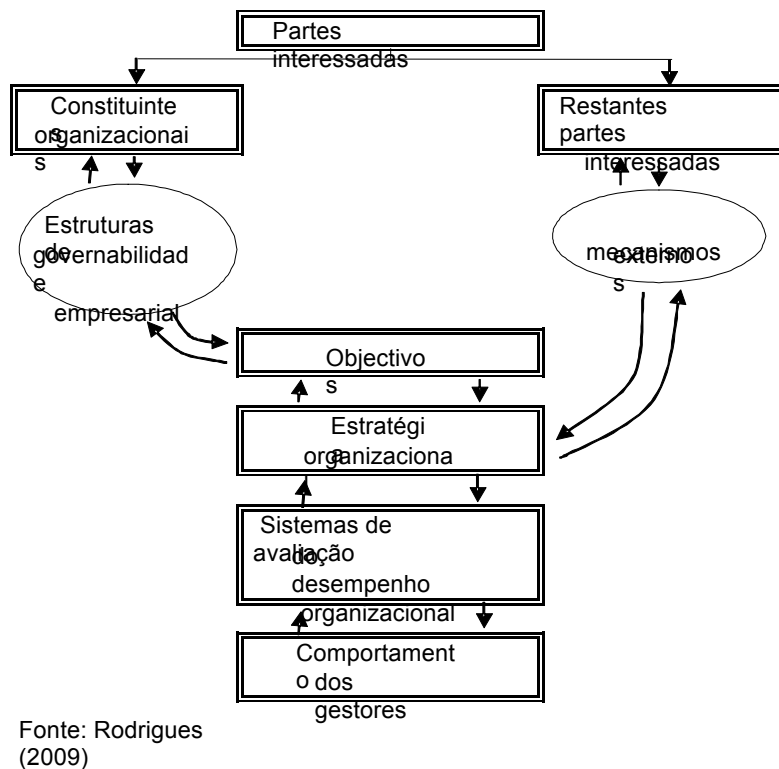 Partes
interessadas
Constituinte
s
organizacionai
s
Restantes
partes
interessadas
Estruturas
de
governabilidad
e
empresarial
mecanismos
externo
s
Objectivo
s
Estratégi
a
organizaciona
l
Sistemas de
avaliação
do
desempenho
organizacional
Comportament
o dos
gestores
Fonte: Rodrigues
(2009)